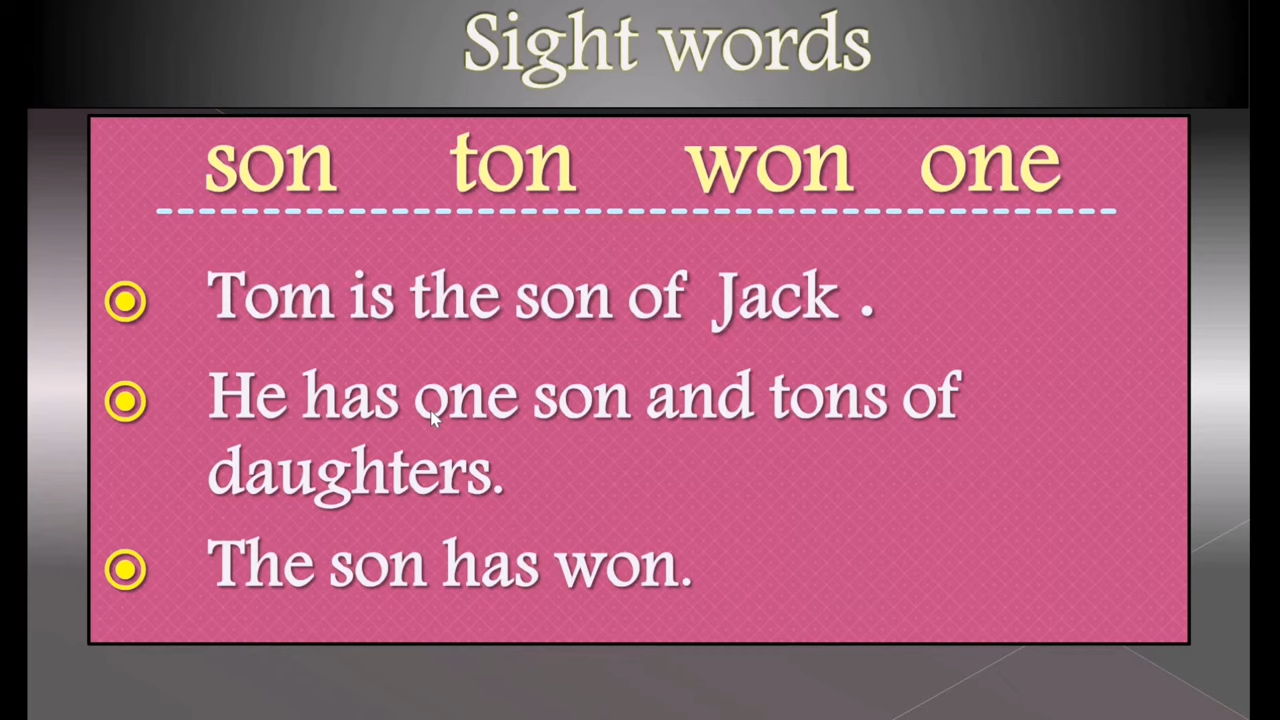 Sight words
son ton won one
Tom is the son of Jack .
He has one son and tons of
daughters.
The son has won.